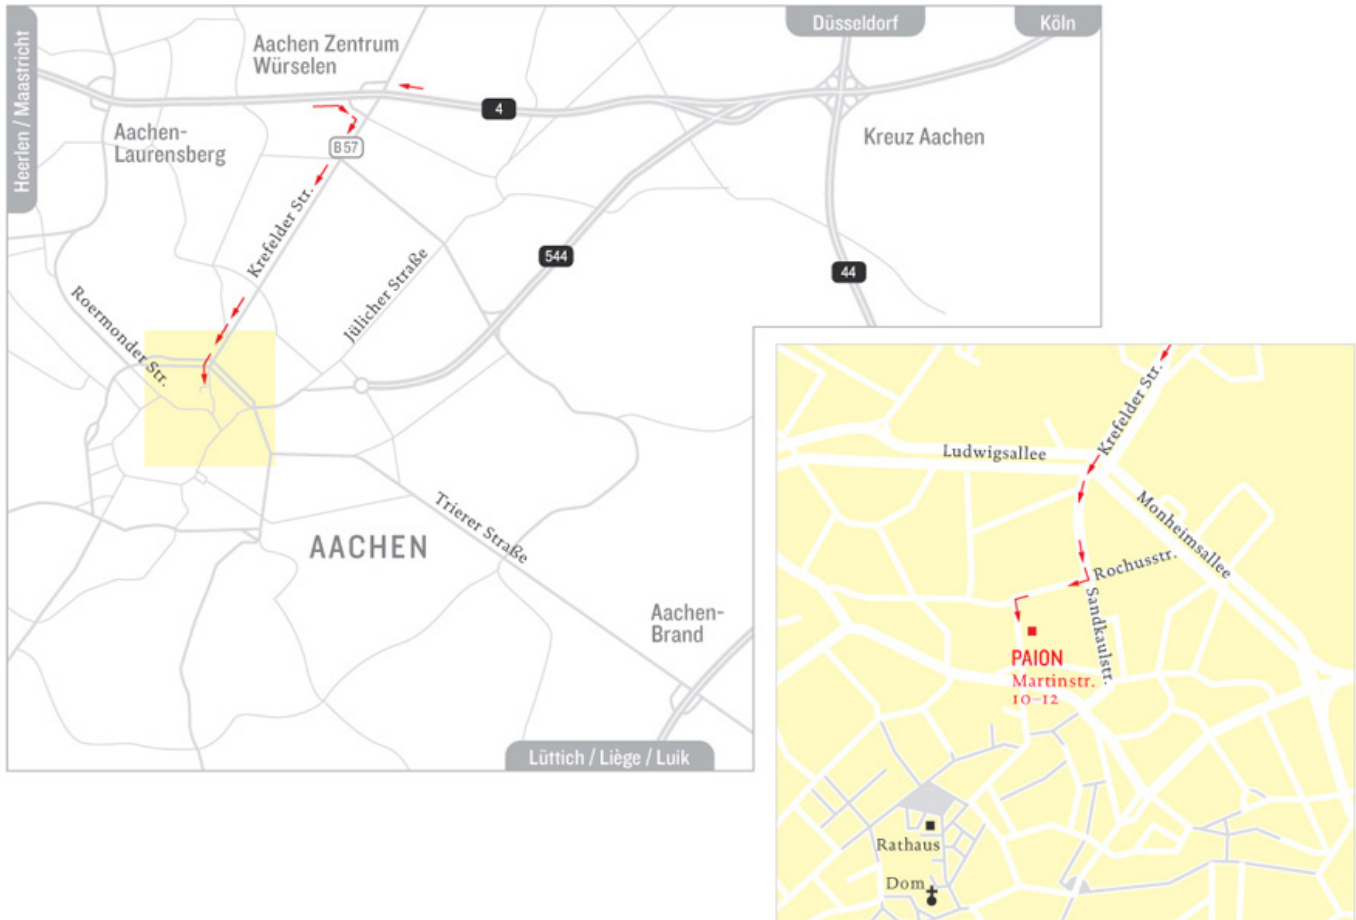 Heerlen / Maastricht
Düsseldorf
Köln
Aachen Zentrum
Würselen
4
Aachen-
Laurensberg
B 57
Kreuz Aachen
Krefelder Str.
Jülicher Straße
544
44
Roermonder Str.
AACHEN
Trierer Straße
Aachen-
Brand
Lüttich / Liège / Luik
Krefelder Str.
Ludwigsallee
Monheimsallee
Rochusstr.
Sandkaulstr.
PAION
Martinstr.
10–12
Rathaus
Dom